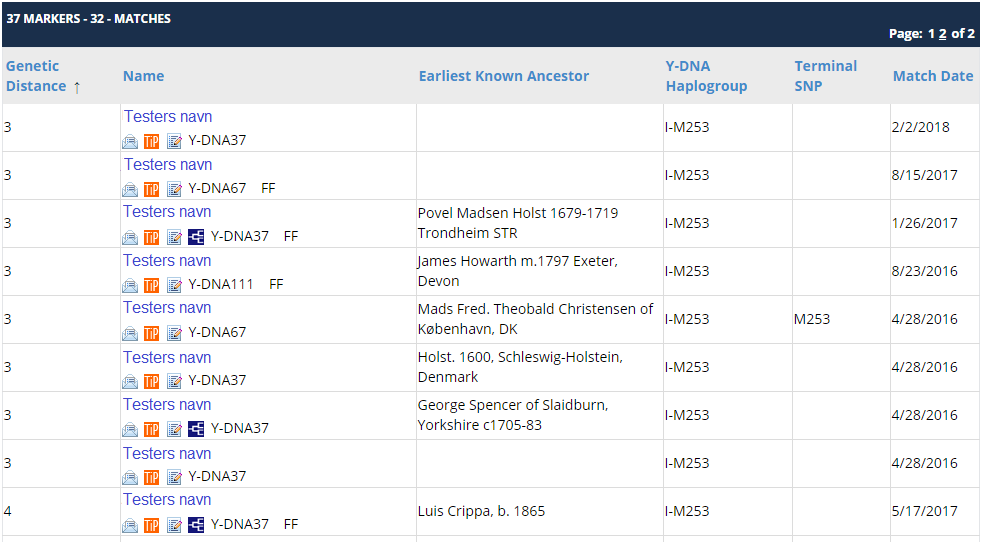 37 MARKERS - 32 - MATCHES
Page: 1 2 of 2
Genetic Distance ↑ Name Earliest Known Ancestor Y-DNA Haplogroup Terminal SNP Match Date
3 Testers navn I-M253 2/2/2018
TiP Y-DNA37
3 Testers navn I-M253 8/15/2017
TiP Y-DNA67 FF
3 Testers navn Povel Madsen Holst 1679-1719 I-M253 1/26/2017
TiP Y-DNA37 FF Trondheim STR
3 Testers navn James Howarth m.1797 Exeter, I-M253 8/23/2016
TiP Y-DNA111 FF Devon
3 Testers navn Mads Fred. Theobald Christensen of I-M253 M253 4/28/2016
TiP Y-DNA67 København, DK
3 Testers navn Holst. 1600, Schleswig-Holstein, I-M253 4/28/2016
TiP Y-DNA37 Denmark
3 Testers navn George Spencer of Slaidburn, I-M253 4/28/2016
TiP Y-DNA37 Yorkshire c1705-83
3 Testers navn I-M253 4/28/2016
TiP Y-DNA37
4 Testers navn Luis Crippa, b. 1865 I-M253 5/17/2017
TiP Y-DNA37 FF